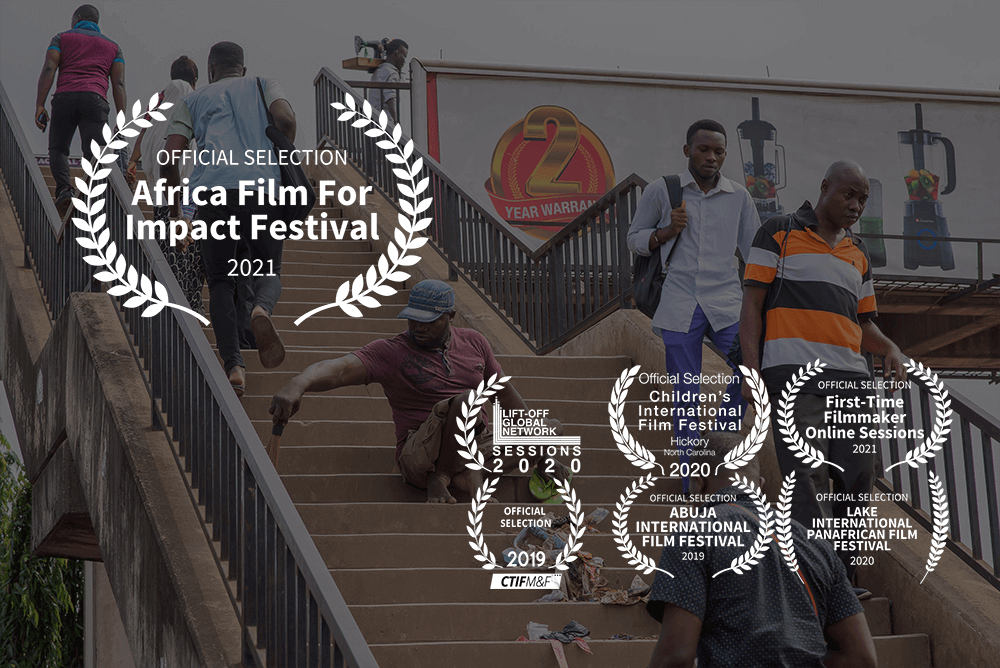 OFFICIAL SELECTION
Africa Film For
Impact Festival
2021
2
YEAR WARRAN
LIFT-OFF
GLOBAL
NETWORK
SESSIONS
2020
Official Selection
Children's
International
Film Festival
Hickory
North Carolina
2020
OFFICIAL SELECTION
First-Time
Filmmaker
Online Sessions
2021
OFFICIAL
SELECTION
2019
CTIFM&F
OFFICIAL SELECTION
ABUJA
INTERNATIONAL
FILM FESTIVAL
2019
OFFICIAL SELECTION
LAKE
INTERNATIONAL
PANAFRICAN FILM
FESTIVAL
2020